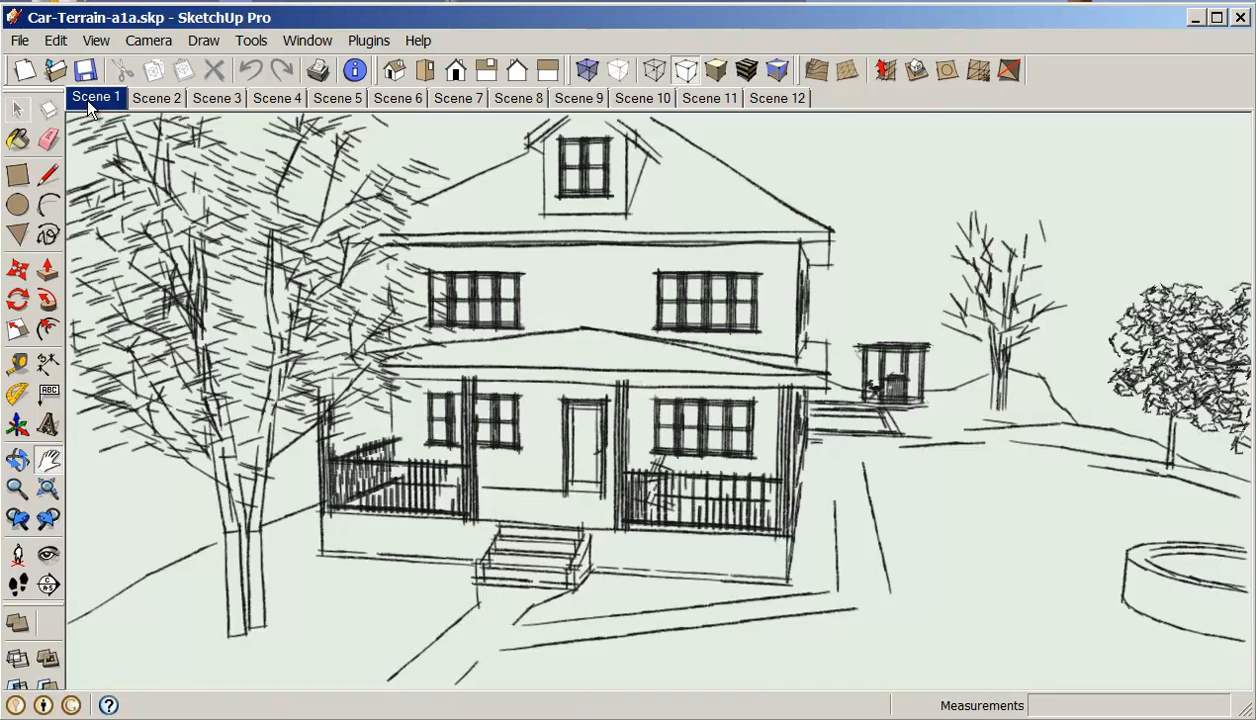 Car-Terrain-a1a.skp - SketchUp Pro
File Edit View Camera Draw Tools Window Plugins Help
Scene 1 Scene 2 Scene 3 Scene 4 Scene 5 Scene 6 Scene 7 Scene 8 Scene 9 Scene 10 Scene 11 Scene 12
ABC
Measurements